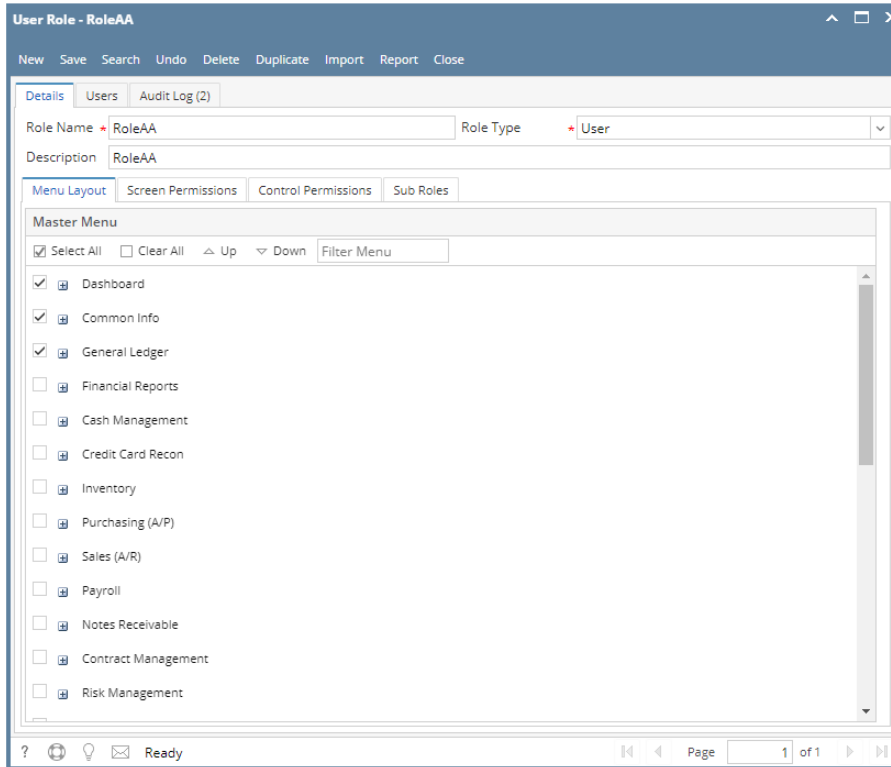 User Role - RoleAA
New Save Search Undo Delete Duplicate Import Report Close
Details Users Audit Log (2)
Role Name * RoleAA Role Type * User
Description RoleAA
Menu Layout Screen Permissions Control Permissions Sub Roles
Master Menu
Select All Clear All Up Down Filter Menu
Dashboard
Common Info
General Ledger
Financial Reports
Cash Management
Credit Card Recon
Inventory
Purchasing (A/P)
Sales (A/R)
Payroll
Notes Receivable
Contract Management
Risk Management
? Ready Page 1 of 1